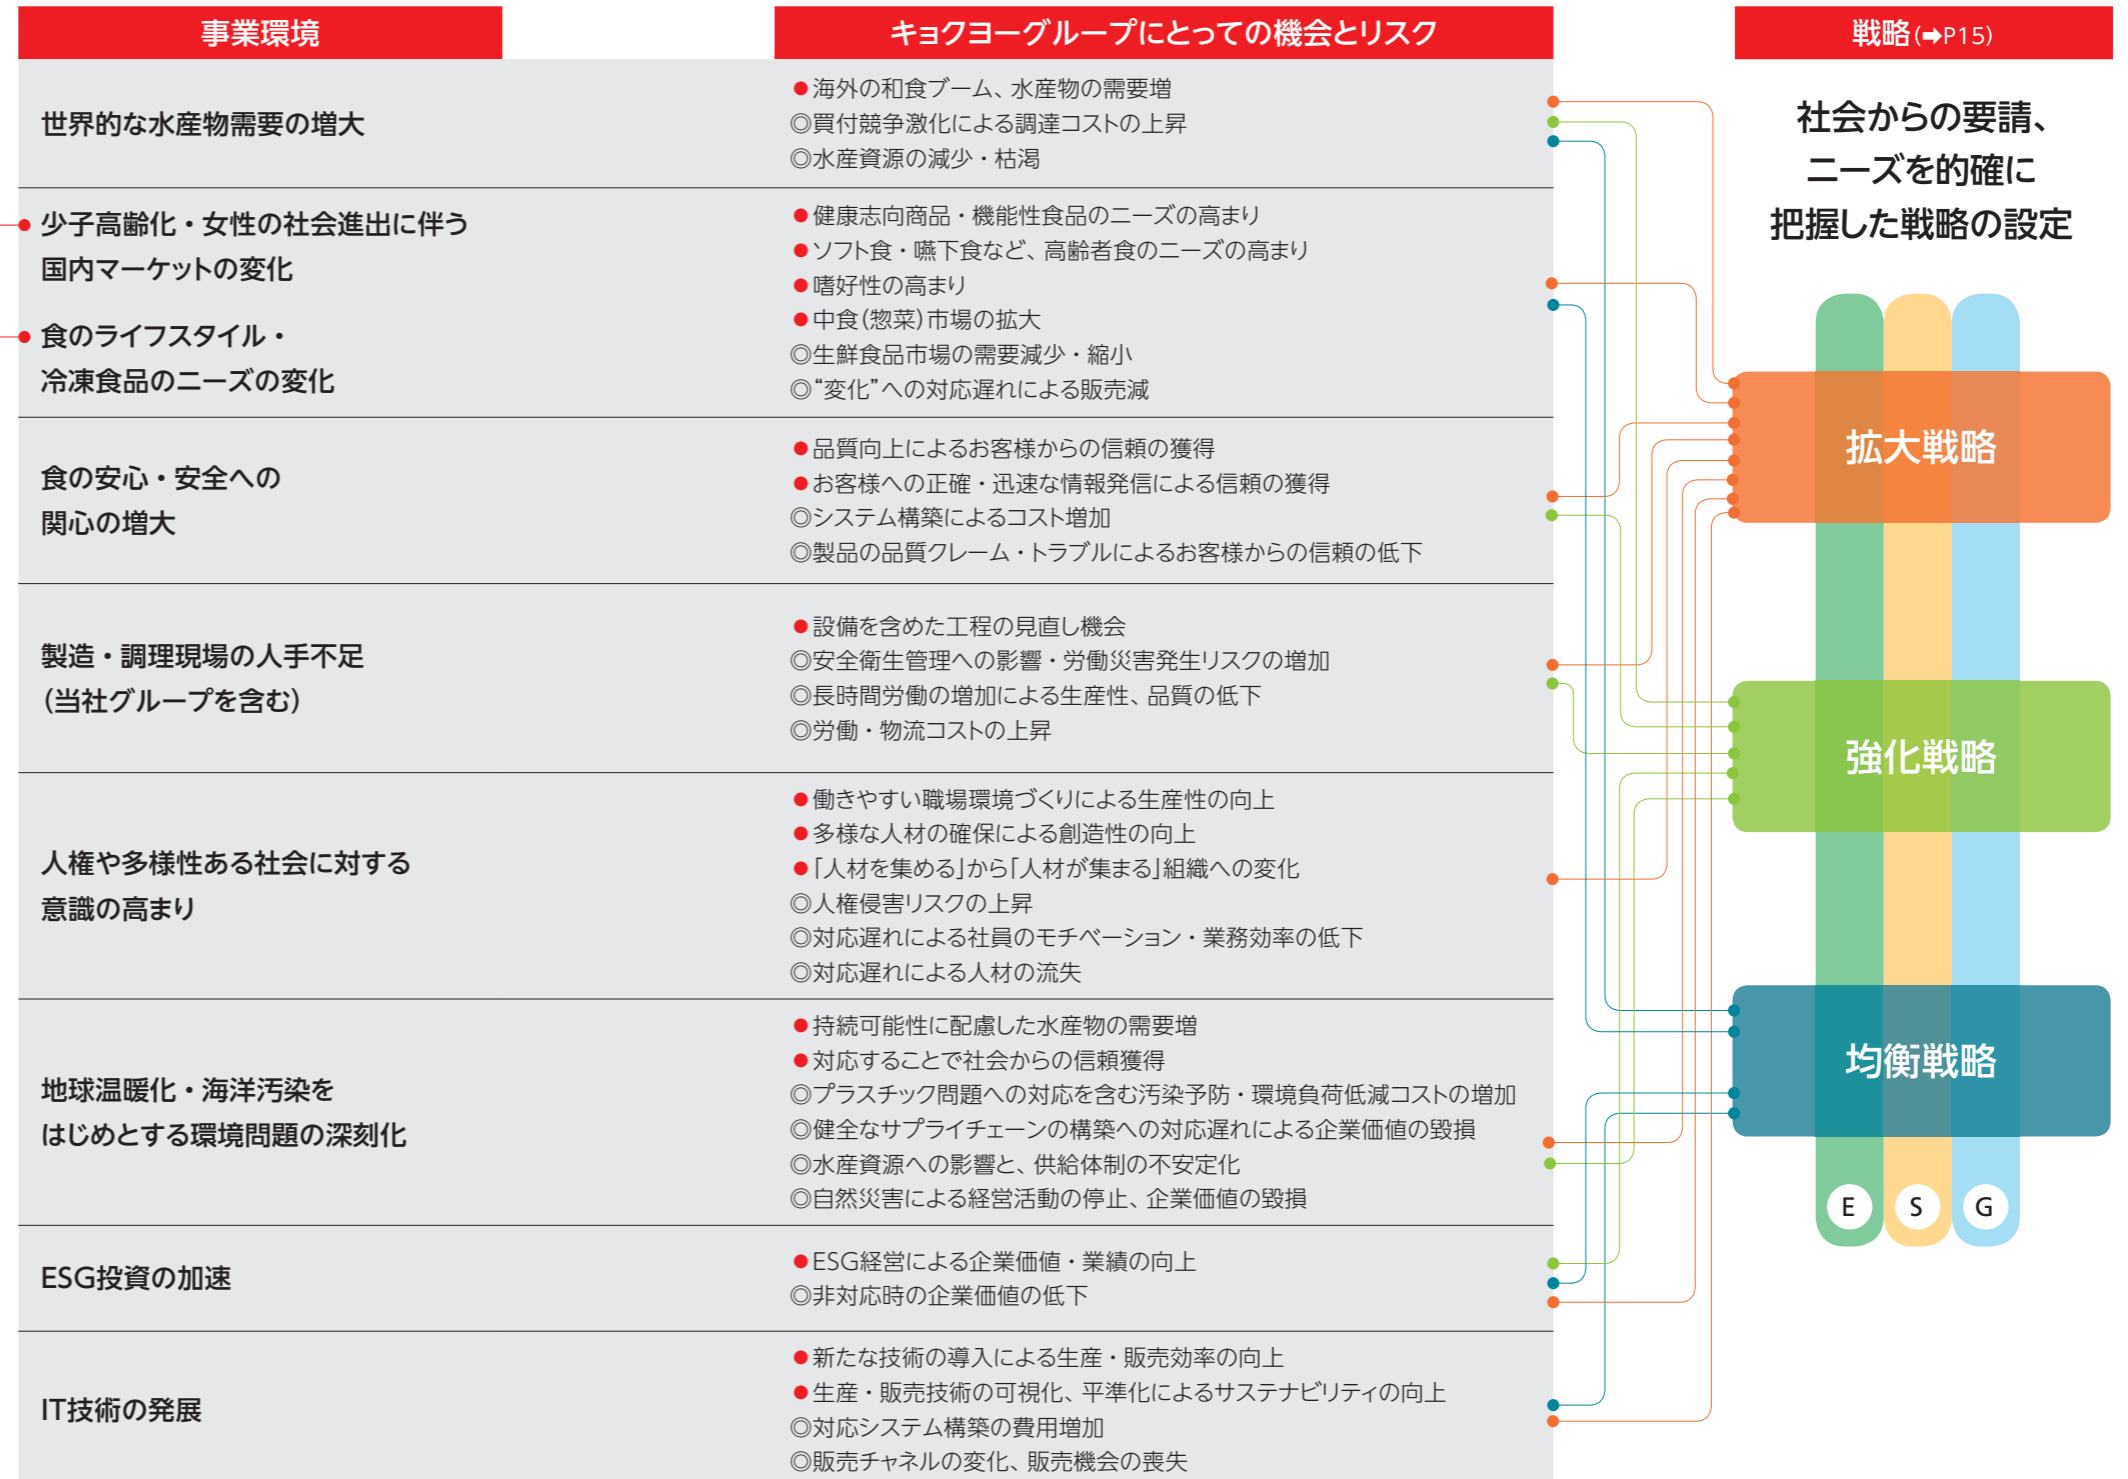 事業環境
キョクヨーグループにとっての機会とリスク
戦略(➡P15)
世界的な水産物需要の増大
●海外の和食ブーム、水産物の需要増
◎買付競争激化による調達コストの上昇
◎水産資源の減少・枯渇
少子高齢化・女性の社会進出に伴う
国内マーケットの変化
食のライフスタイル・
冷凍食品のニーズの変化
●健康志向商品・機能性食品のニーズの高まり
●ソフト食・嚥下食など、高齢者食のニーズの高まり
●嗜好性の高まり
●中食(惣菜)市場の拡大
◎生鮮食品市場の需要減少・縮小
◎“変化”への対応遅れによる販売減
食の安心・安全への
関心の増大
●品質向上によるお客様からの信頼の獲得
●お客様への正確・迅速な情報発信による信頼の獲得
◎システム構築によるコスト増加
◎製品の品質クレーム・トラブルによるお客様からの信頼の低下
製造・調理現場の人手不足
(当社グループを含む)
●設備を含めた工程の見直し機会
◎安全衛生管理への影響・労働災害発生リスクの増加
◎長時間労働の増加による生産性、品質の低下
◎労働・物流コストの上昇
人権や多様性ある社会に対する
意識の高まり
●働きやすい職場環境づくりによる生産性の向上
●多様な人材の確保による創造性の向上
●「人材を集める」から「人材が集まる」組織への変化
◎人権侵害リスクの上昇
◎対応遅れによる社員のモチベーション・業務効率の低下
◎対応遅れによる人材の流失
地球温暖化・海洋汚染を
はじめとする環境問題の深刻化
●持続可能性に配慮した水産物の需要増
●対応することで社会からの信頼獲得
◎プラスチック問題への対応を含む汚染予防・環境負荷低減コストの増加
◎健全なサプライチェーンの構築への対応遅れによる企業価値の毀損
◎水産資源への影響と、供給体制の不安定化
◎自然災害による経営活動の停止、企業価値の毀損
ESG投資の加速
●ESG経営による企業価値・業績の向上
◎非対応時の企業価値の低下
IT技術の発展
●新たな技術の導入による生産・販売効率の向上
●生産・販売技術の可視化、平準化によるサステナビリティの向上
◎対応システム構築の費用増加
◎販売チャネルの変化、販売機会の喪失
社会からの要請、
ニーズを的確に
把握した戦略の設定
拡大戦略
強化戦略
均衡戦略
E S G